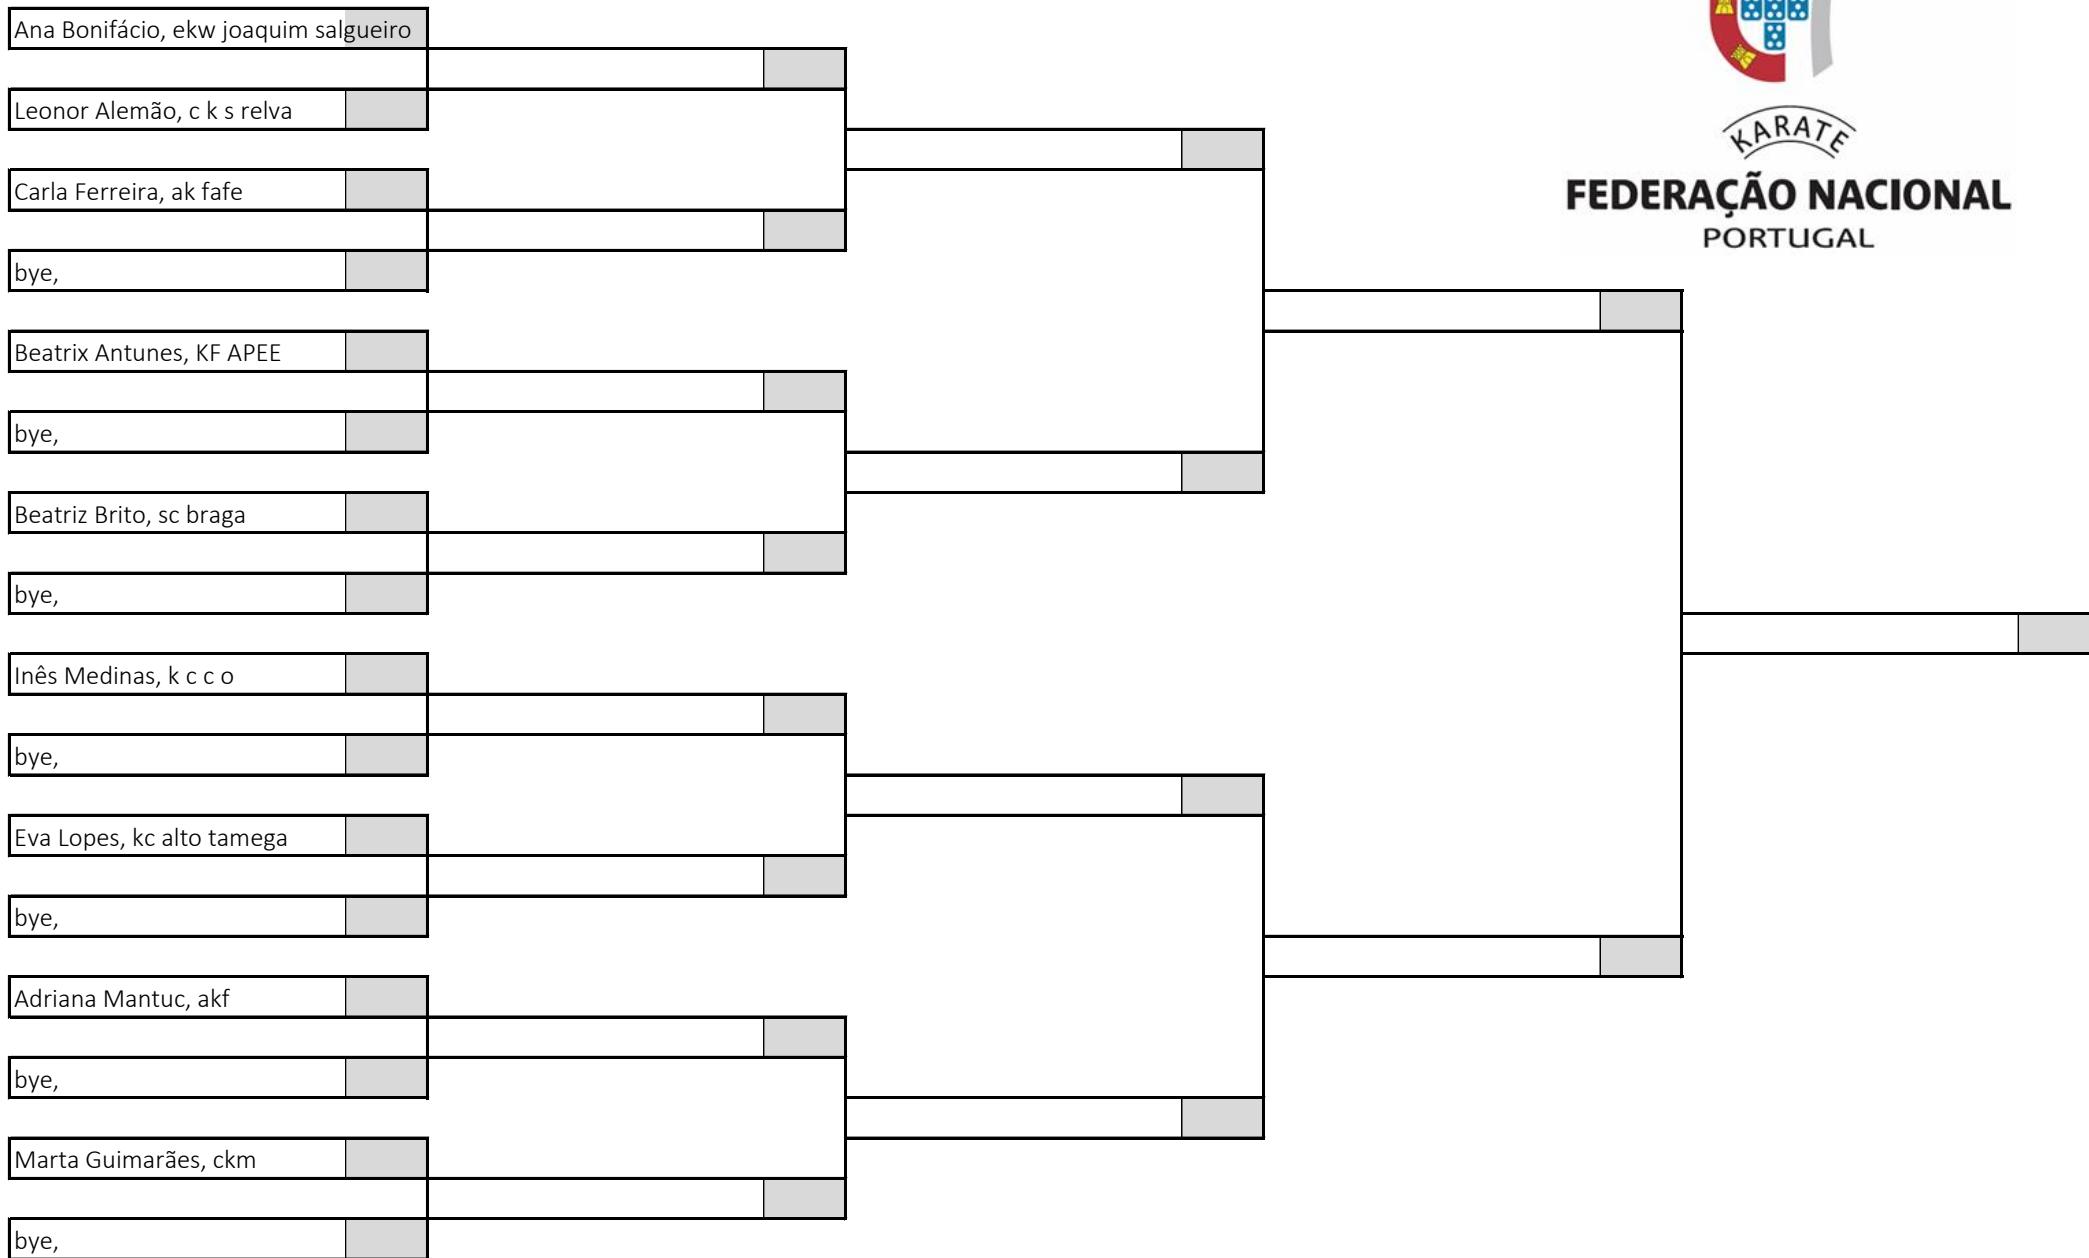 Ana Bonifácio, ekw joaquim salgueiro
Leonor Alemão, c k s relva
Carla Ferreira, ak fafe
bye,
Beatrix Antunes, KF APEE
bye,
Beatriz Brito, sc braga
bye,
Inês Medinas, k c c o
bye,
Eva Lopes, kc alto tamega
bye,
Adriana Mantuc, akf
bye,
Marta Guimarães, ckm
bye,
KARATE
FEDERAÇÃO NACIONAL
PORTUGAL